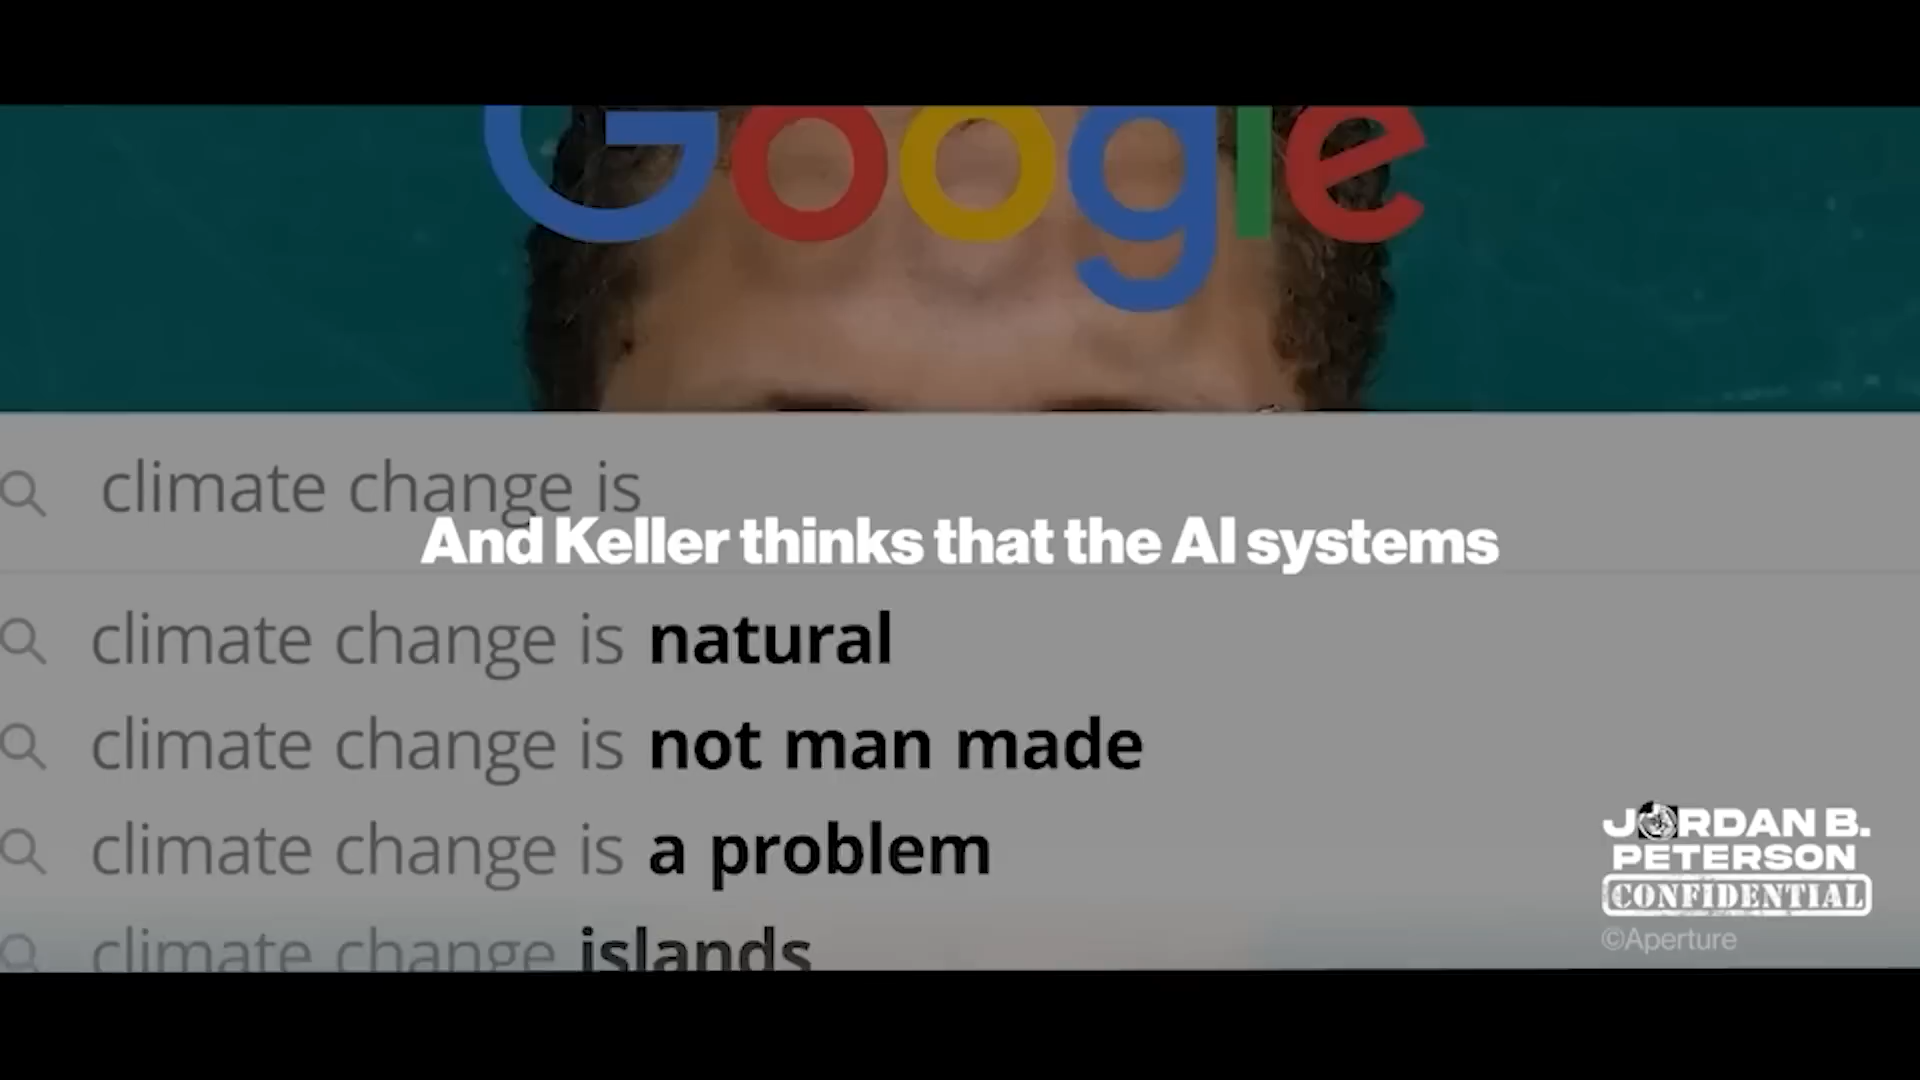 Google
climate change is
And Keller thinks that the AI systems
climate change is natural
climate change is not man made
climate change is a problem
climate change islands
JORDAN B.
PETERSON
CONFIDENTIAL
©Aperture